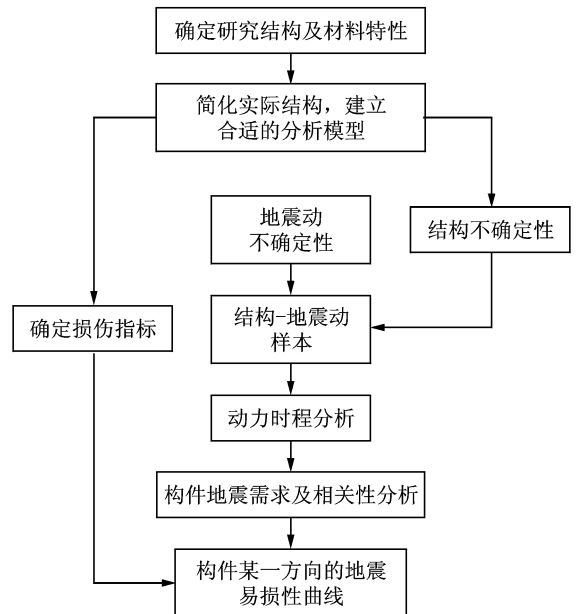 确定研究结构及材料特性
简化实际结构，建立
合适的分析模型
地震动
不确定性
结构不确定性
确定损伤指标
结构-地震动
样本
动力时程分析
构件地震需求及相关性分析
构件某一方向的地震
易损性曲线